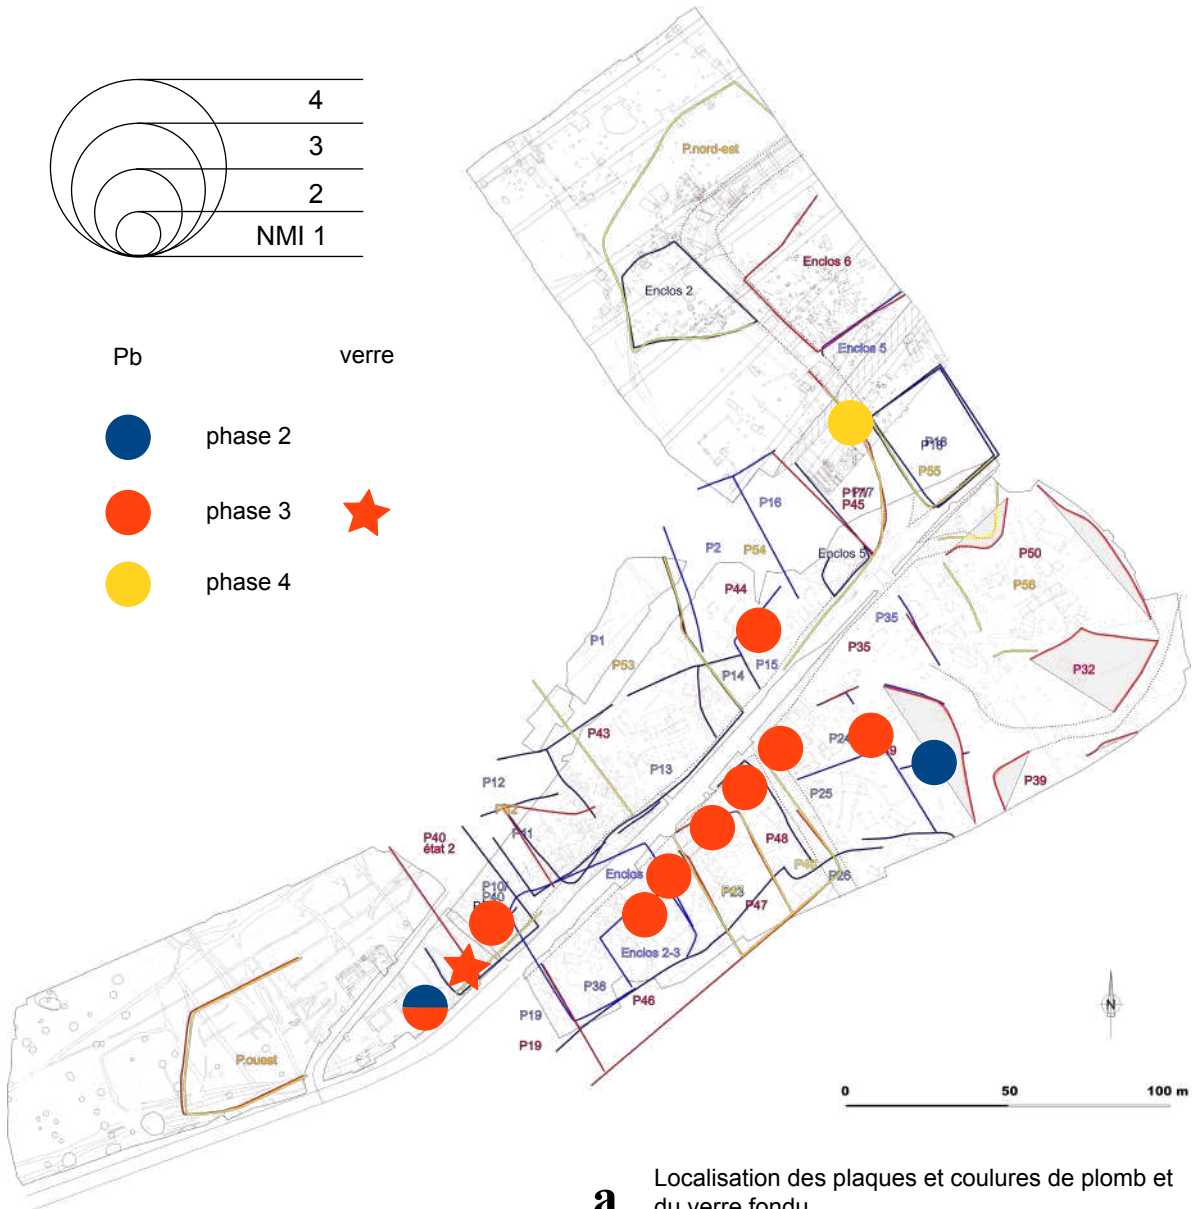 4
3
2
NMI 1
Pb verre
phase 2
phase 3
phase 4
P.nord-est
Enclos 6
Enclos 2
Enclos 5
P18
P55
P16
P45
P2
P54
Enclos 5
P50
P44
P56
P35
P1
P53
P35
P15
P14
P32
P43
P24
P13
P12
P25
P39
P11
P40
état 2
P48
Enclos
P26
P10
P40
P47
Enclos 2-3
P38
P46
P19
P19
N
P.ouest
0 50 100 m
a
Localisation des plaques et coulures de plomb et
du verre fondu